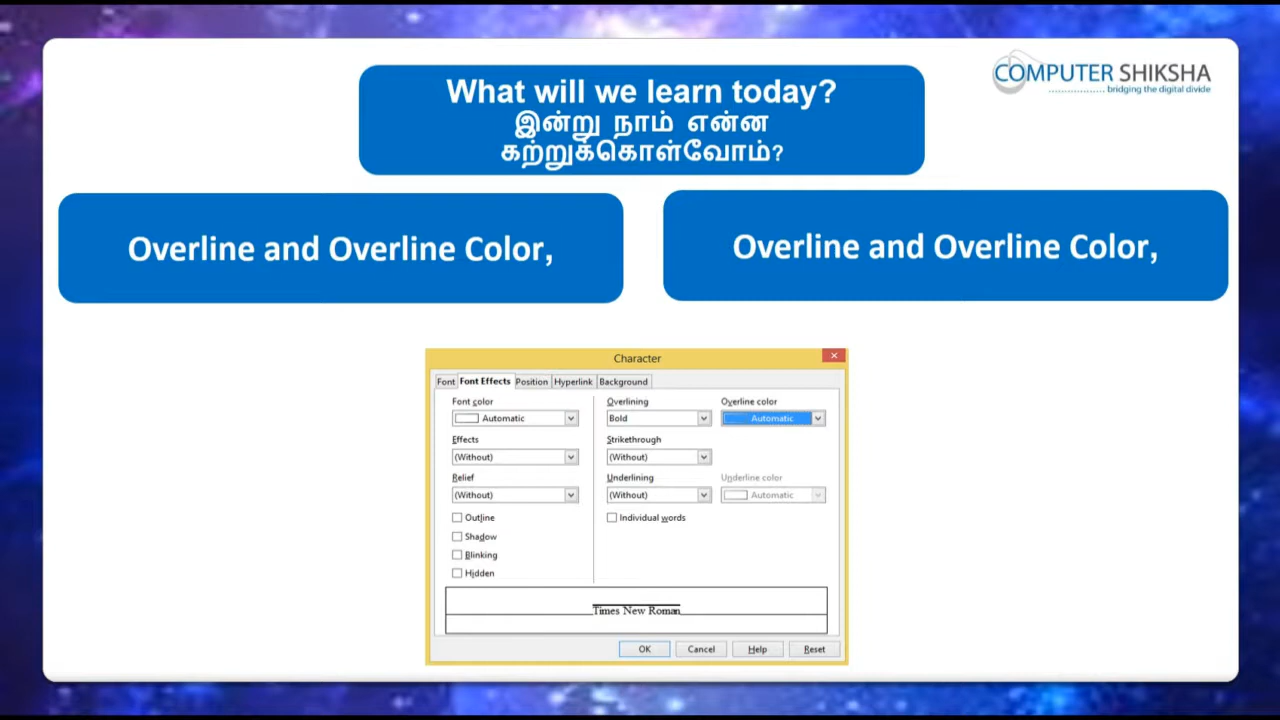 What will we learn today?
இன்று நாம் என்ன
கற்றுக்கொள்வோம்?
COMPUTER SHIKSHA
bridging the digital divide
Overline and Overline Color,
Overline and Overline Color,
Character
Font Font Effects Position Hyperlink Background
Font color Overlining Overline color
Automatic Bold Automatic
Effects Strikethrough
(Without) (Without)
Relief Underlining Underline color
(Without) (Without) Automatic
Outline Individual words
Shadow
Blinking
Hidden
Times New Roman
OK Cancel Help Reset